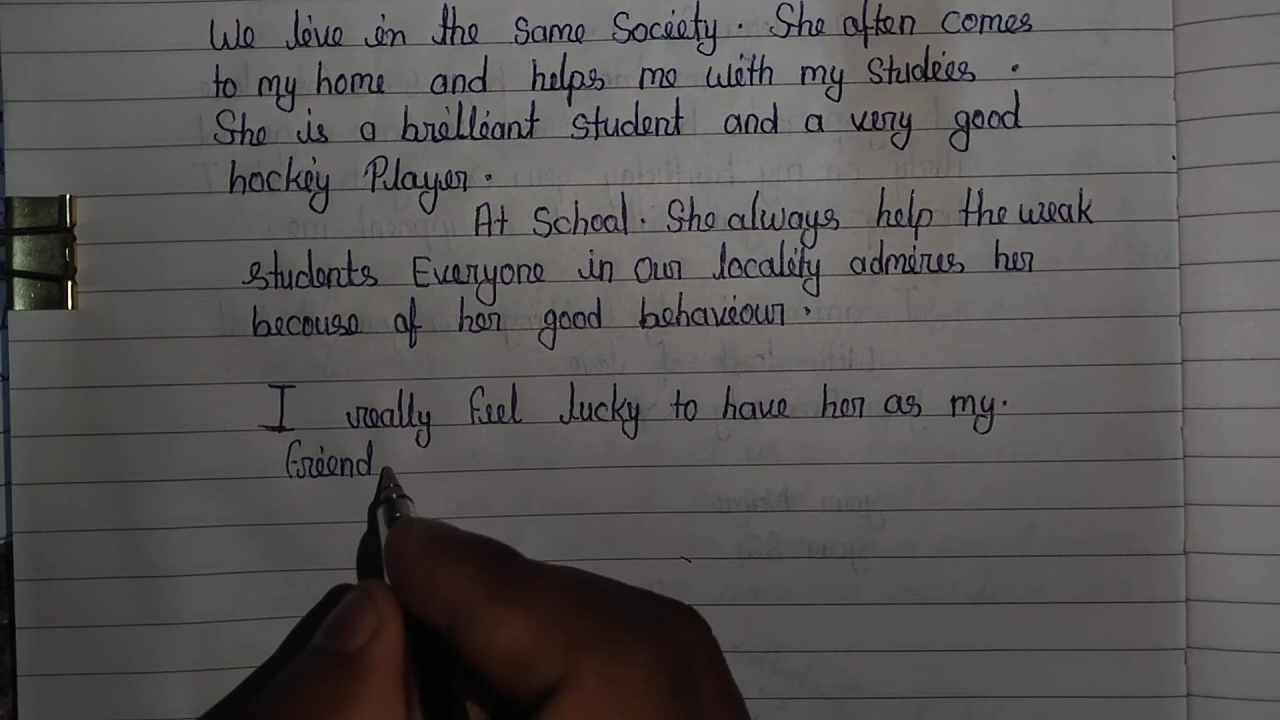 We live in the same Society. She often comes
to my home and helps me with my studies.
She is a brilliant student and a very good
hockey Player.
At School. She always help the weak
students Everyone in our locality admires her
because of her good behaviour.
I really feel lucky to have her as my.
friend